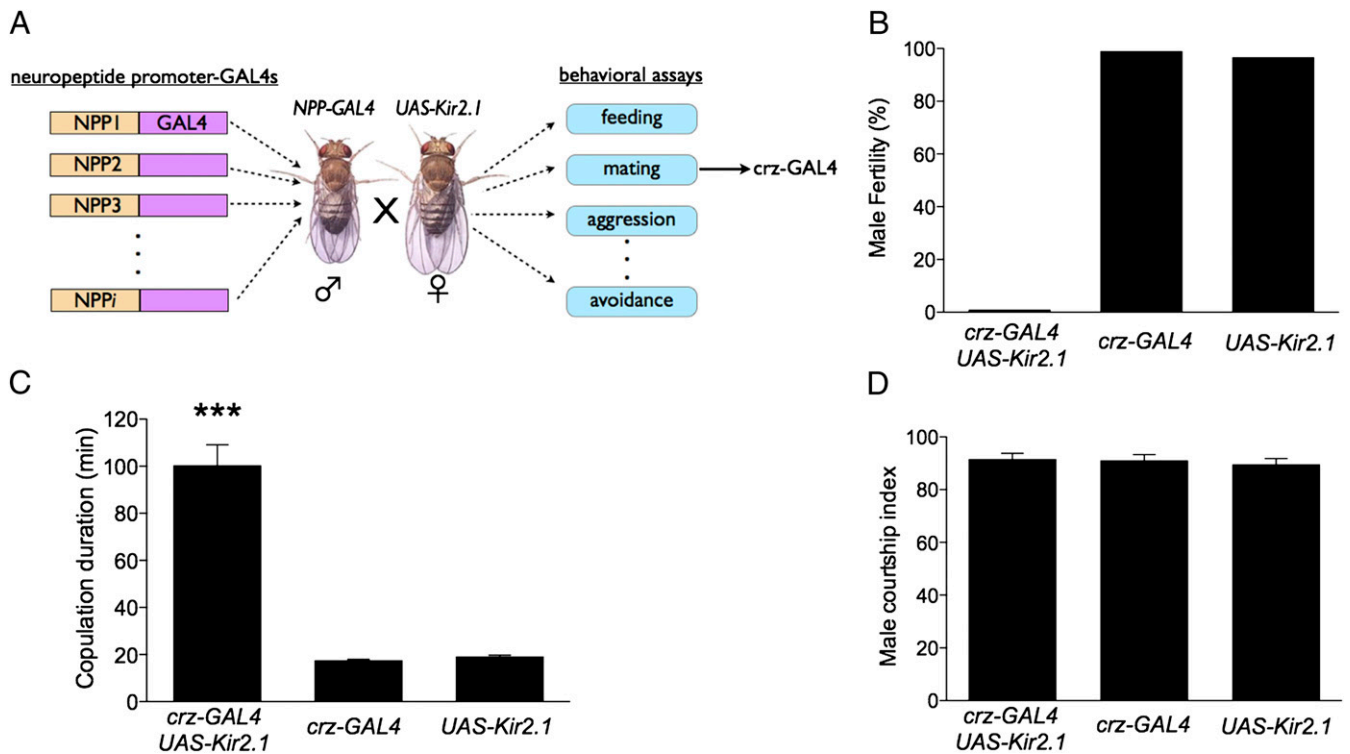 A
neuropeptide promoter-GAL4s
NPP1 GAL4
NPP2
NPP3
NPPi
NPP-GAL4 UAS-Kir2.1
X
♂ ♀
behavioral assays
feeding
mating
crz-GAL4
aggression
avoidance
B
Male Fertility (%)
100
80
60
40
20
0
crz-GAL4
UAS-Kir2.1
crz-GAL4
UAS-Kir2.1
C
Copulation duration (min)
120
100
80
60
40
20
0
***
crz-GAL4
UAS-Kir2.1
crz-GAL4
UAS-Kir2.1
D
Male courtship index
100
80
60
40
20
0
crz-GAL4
UAS-Kir2.1
crz-GAL4
UAS-Kir2.1